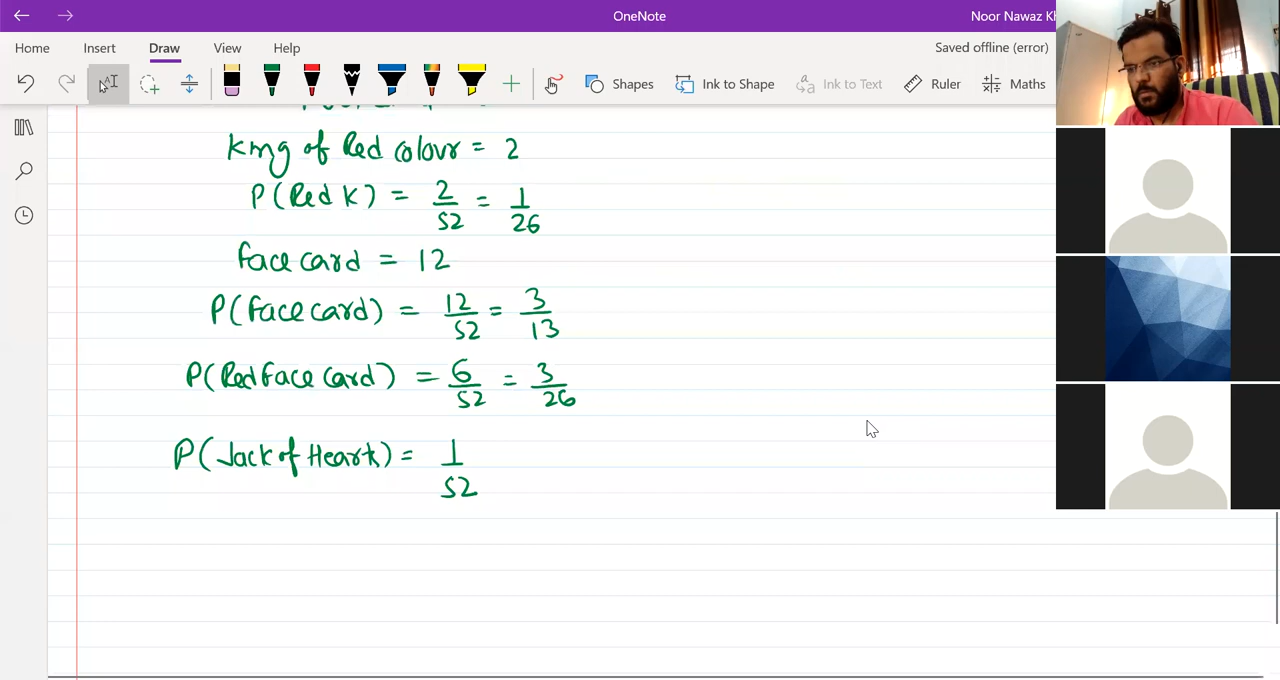 OneNote
Noor Nawaz Kh
Home Insert Draw View Help
Saved offline (error)
Shapes Ink to Shape Ink to Text Ruler Maths
King of Red colour = 2
P(Red K) = 2/52 = 1/26
face card = 12
P(face card) = 12/52 = 3/13
P(Red face card) = 6/52 = 3/26
P(Jack of Heart) = 1/52